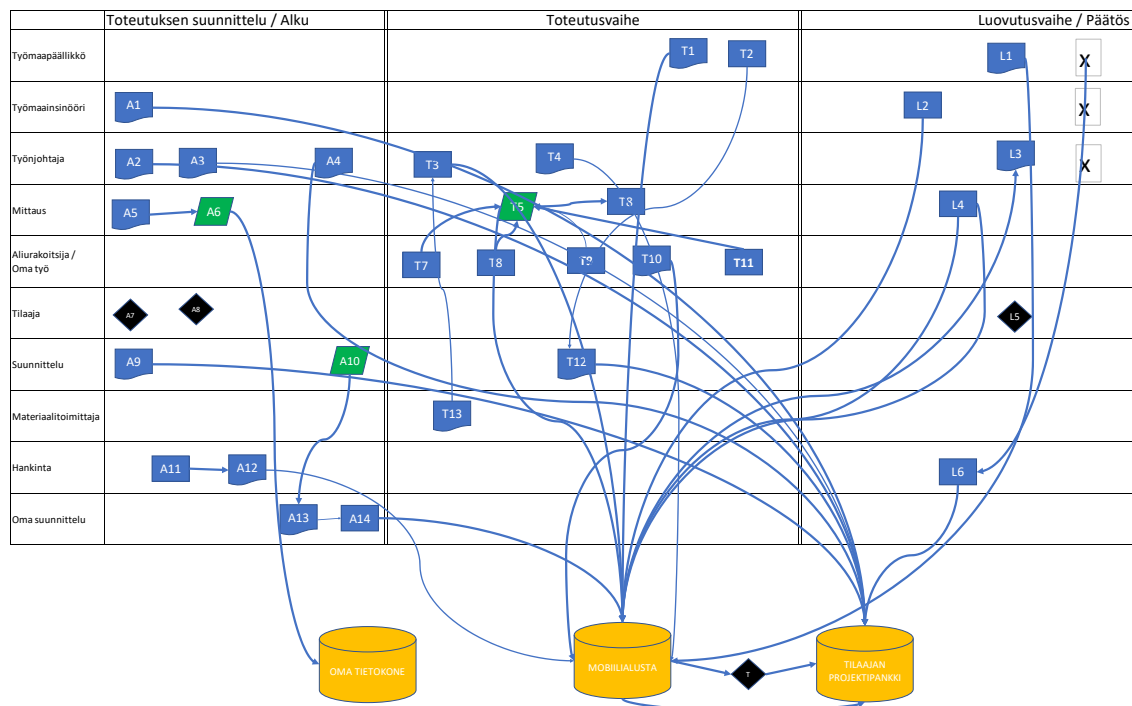 Toteutuksen suunnittelu / Alku
Toteutusvaihe
Luovutusvaihe / Päätös
Työmaapäällikkö
T1
T2
L1
X
Työmaainsinööri
A1
L2
X
Työnjohtaja
A2
A3
A4
T3
T4
L3
X
Mittaus
A5
A6
T5
T8
L4
Aliurakoitsija /
Oma työ
T7
T8
T9
T10
T11
Tilaaja
A7
A8
L5
Suunnittelu
A9
A10
T12
Materiaalitoimittaja
T13
Hankinta
A11
A12
L6
Oma suunnittelu
A13
A14
OMA TIETOKONE
MOBIILIALUSTA
T
TILAAJAN
PROJEKTIPANKKI